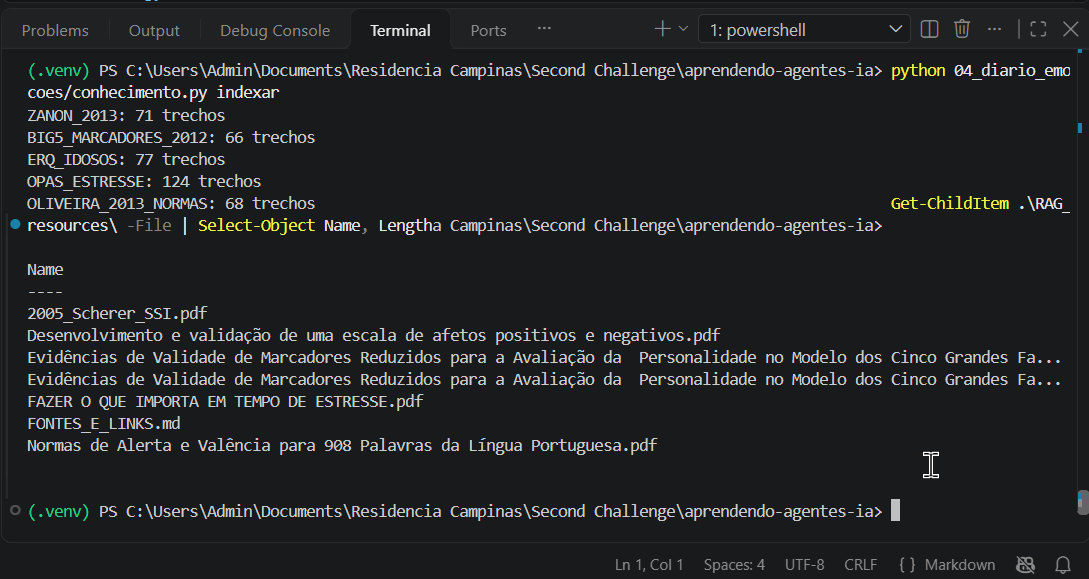 Problems Output Debug Console Terminal Ports ...
1: powershell
(.venv) PS C:\Users\Admin\Documents\Residencia Campinas\Second Challenge\aprendendo-agentes-ia> python 04_diario_emo
coes/conhecimento.py indexar
ZANON_2013: 71 trechos
BIG5_MARCADORES_2012: 66 trechos
ERQ_IDOSOS: 77 trechos
OPAS_ESTRESSE: 124 trechos
OLIVEIRA_2013_NORMAS: 68 trechos Get-ChildItem .\RAG_
resources\ -File | Select-Object Name, Lengtha Campinas\Second Challenge\aprendendo-agentes-ia>
Name
----
2005_Scherer_SSI.pdf
Desenvolvimento e validação de uma escala de afetos positivos e negativos.pdf
Evidências de Validade de Marcadores Reduzidos para a Avaliação da  Personalidade no Modelo dos Cinco Grandes Fa...
Evidências de Validade de Marcadores Reduzidos para a Avaliação da  Personalidade no Modelo dos Cinco Grandes Fa...
FAZER O QUE IMPORTA EM TEMPO DE ESTRESSE.pdf
FONTES_E_LINKS.md
Normas de Alerta e Valência para 908 Palavras da Língua Portuguesa.pdf
(.venv) PS C:\Users\Admin\Documents\Residencia Campinas\Second Challenge\aprendendo-agentes-ia>
Ln 1, Col 1 Spaces: 4 UTF-8 CRLF { } Markdown